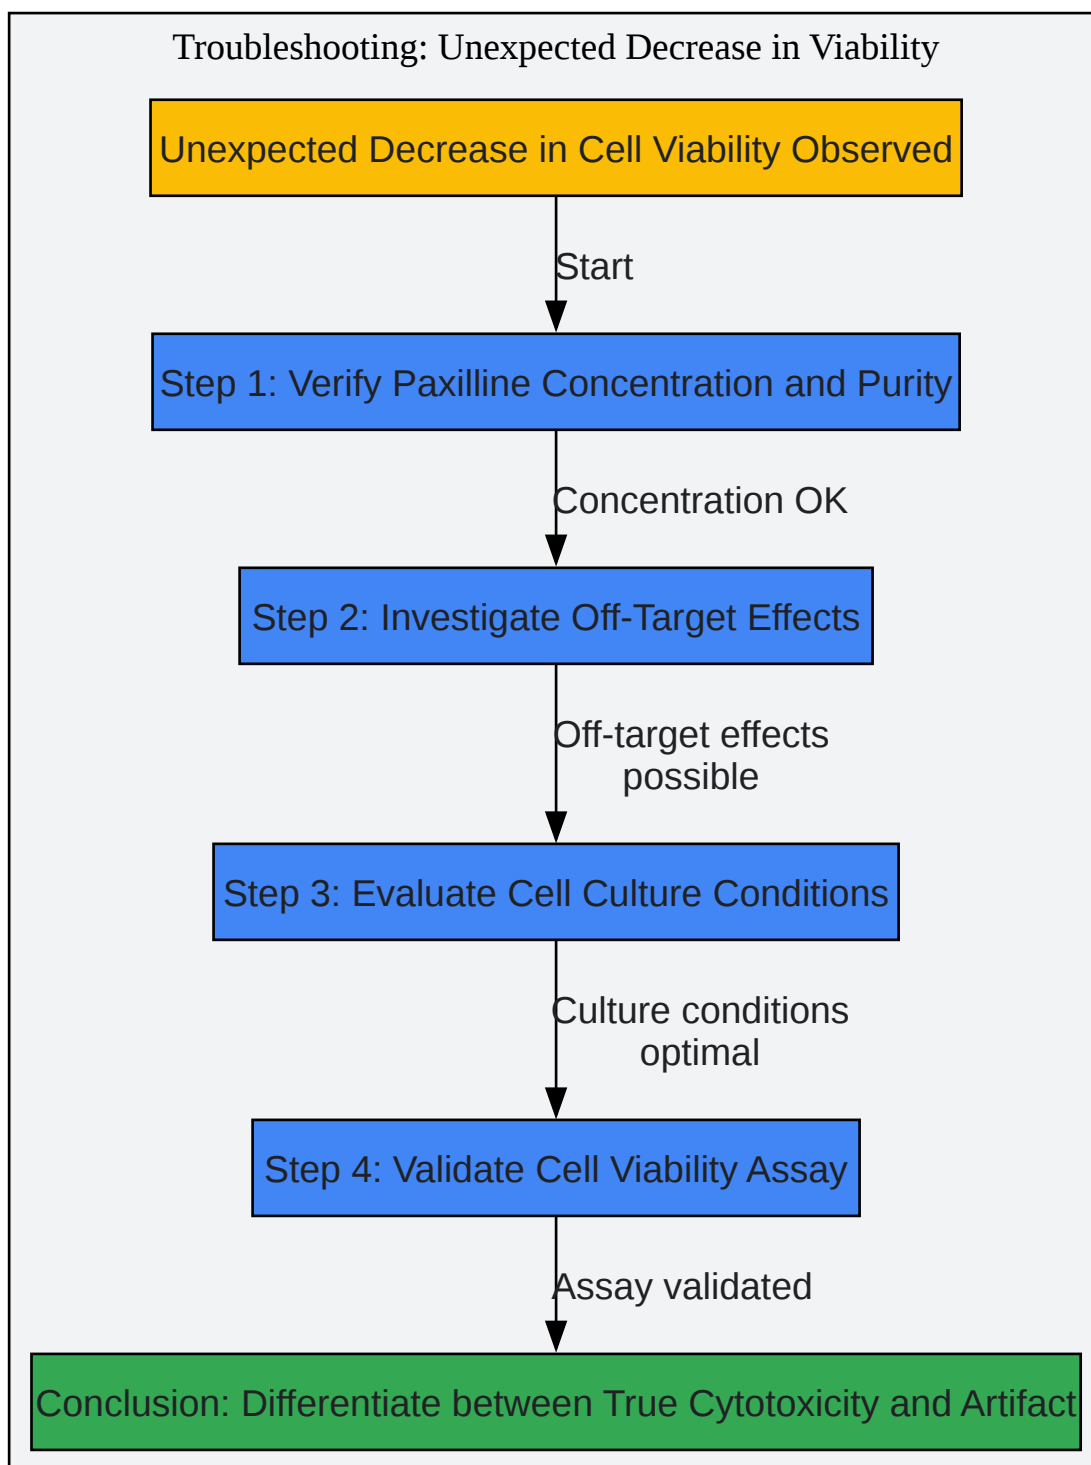 Troubleshooting: Unexpected Decrease in Viability
Unexpected Decrease in Cell Viability Observed
Start
Step 1: Verify Paxilline Concentration and Purity
Concentration OK
Step 2: Investigate Off-Target Effects
Off-target effects
possible
Step 3: Evaluate Cell Culture Conditions
Culture conditions
optimal
Step 4: Validate Cell Viability Assay
Assay validated
Conclusion: Differentiate between True Cytotoxicity and Artifact